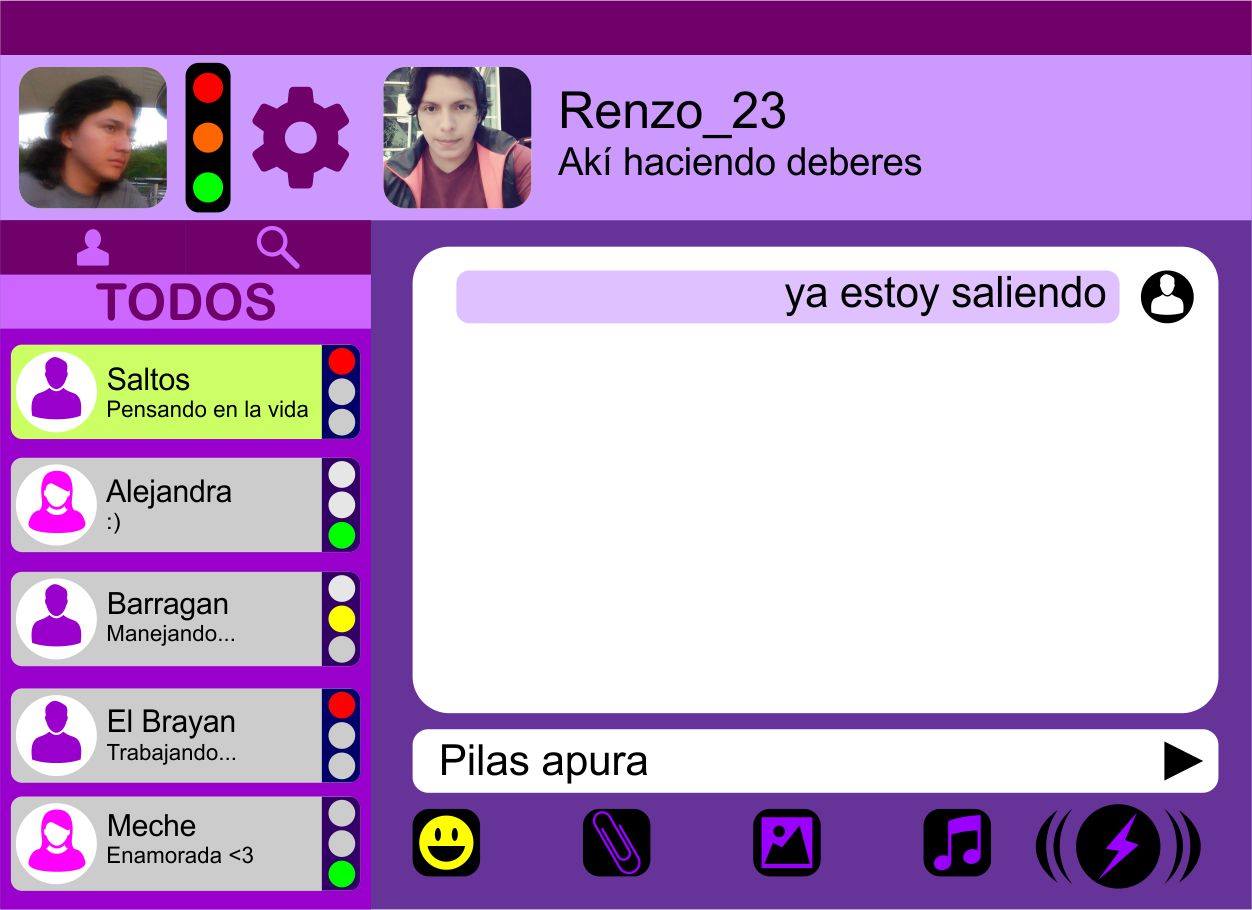 Renzo_23
Akí haciendo deberes
TODOS
Saltos
Pensando en la vida
Alejandra
:)
Barragan
Manejando...
El Brayan
Trabajando...
Meche
Enamorada <3
ya estoy saliendo
Pilas apura